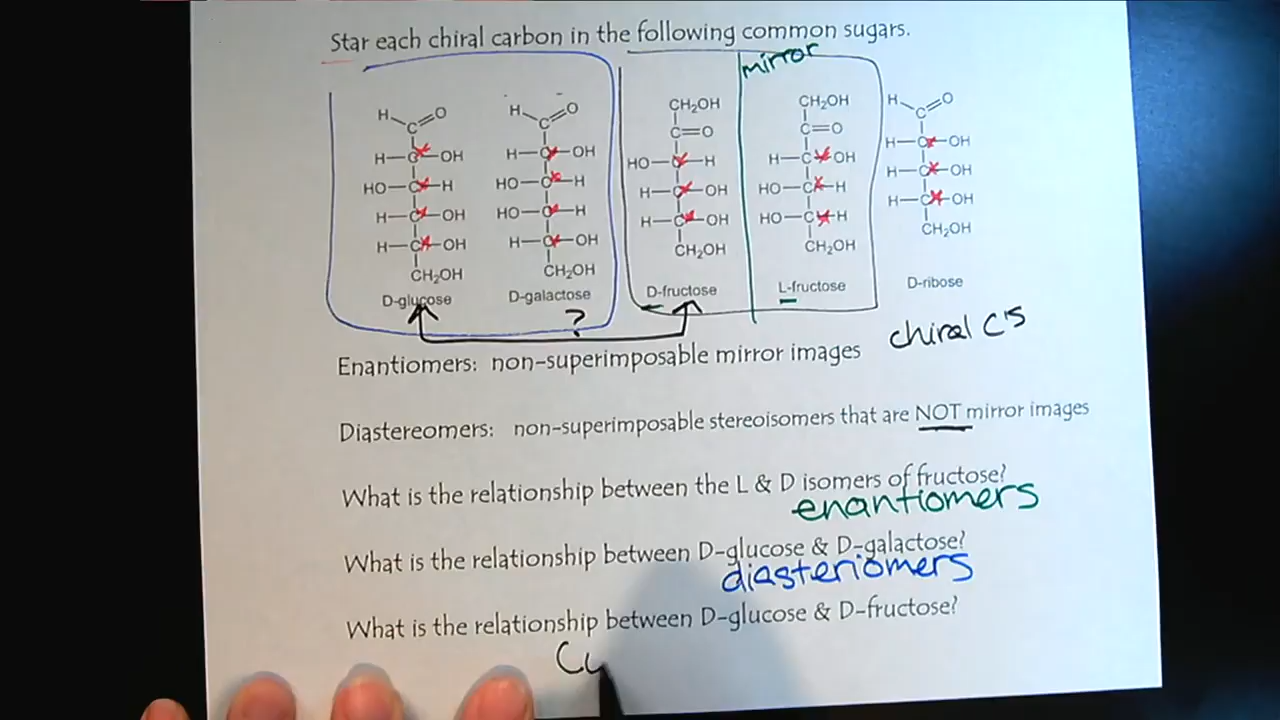 Star each chiral carbon in the following common sugars.
mirror
H O
C
H—C—OH
HO—C—H
H—C—OH
H—C—OH
CH2OH
D-glucose
H O
C
H—C—OH
HO—C—H
HO—C—H
H—C—OH
CH2OH
D-galactose
?
CH2OH
C=O
HO—C—H
H—C—OH
H—C—OH
CH2OH
D-fructose
CH2OH
C=O
H—C—OH
HO—C—H
HO—C—H
CH2OH
L-fructose
H O
C
H—C—OH
H—C—OH
H—C—OH
CH2OH
D-ribose
chiral C's
Enantiomers: non-superimposable mirror images
Diastereomers: non-superimposable stereoisomers that are NOT mirror images
What is the relationship between the L & D isomers of fructose?
enantiomers
What is the relationship between D-glucose & D-galactose?
diasteriomers
What is the relationship between D-glucose & D-fructose?